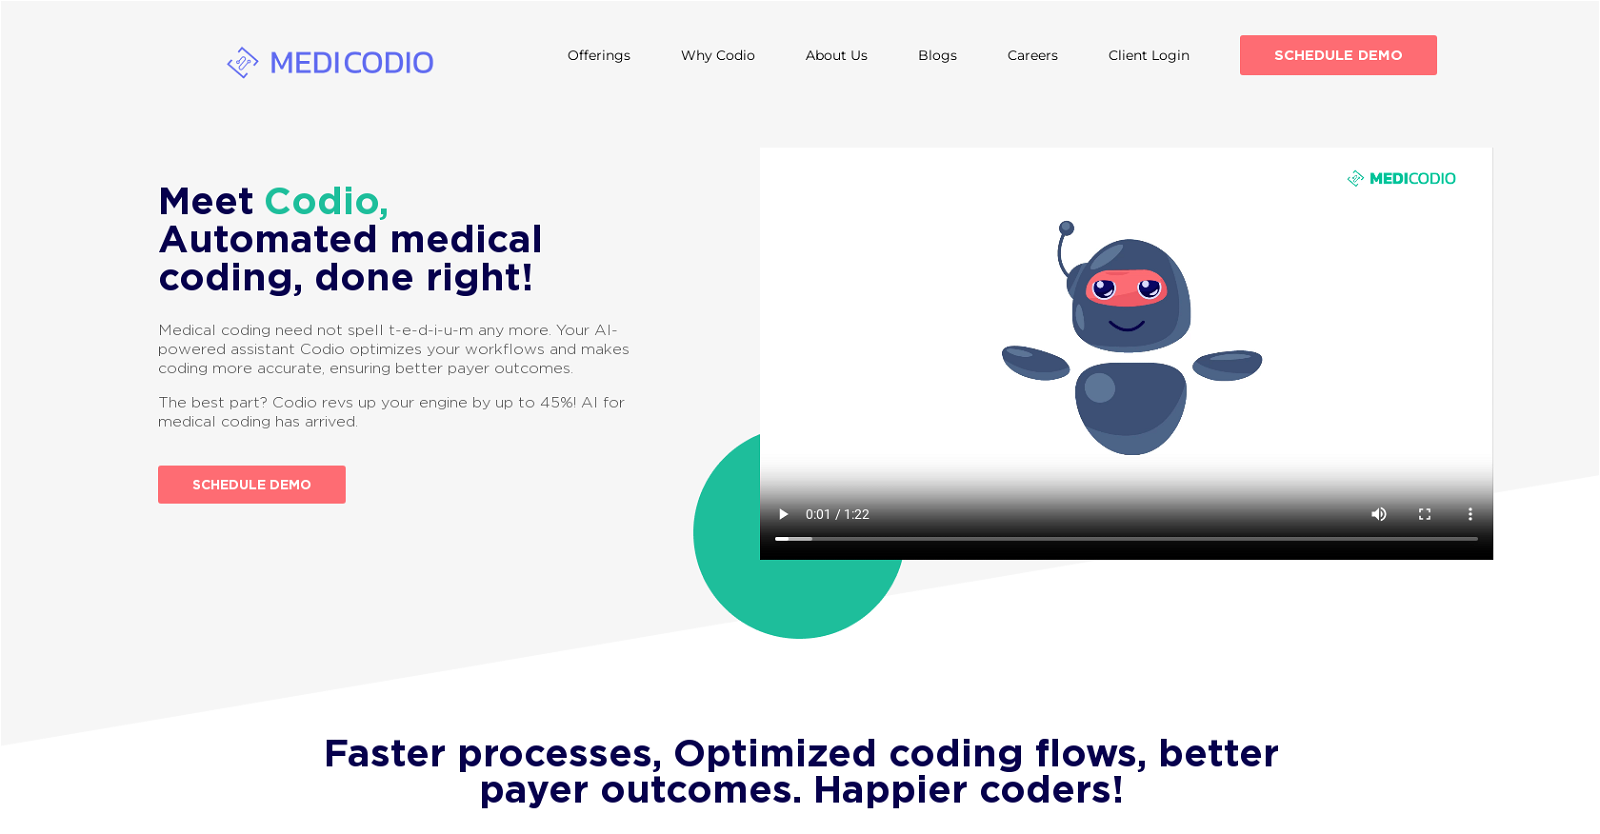 MEDICODIO
Offerings
Why Codio
About Us
Blogs
Careers
Client Login
SCHEDULE DEMO
Meet Codio,
Automated medical
coding, done right!
Medical coding need not spell t-e-d-i-u-m any more. Your AI-
powered assistant Codio optimizes your workflows and makes
coding more accurate, ensuring better payer outcomes.
The best part? Codio revs up your engine by up to 45%! AI for
medical coding has arrived.
SCHEDULE DEMO
MEDICODIO
0:01 / 1:22
Faster processes, Optimized coding flows, better
payer outcomes. Happier coders!